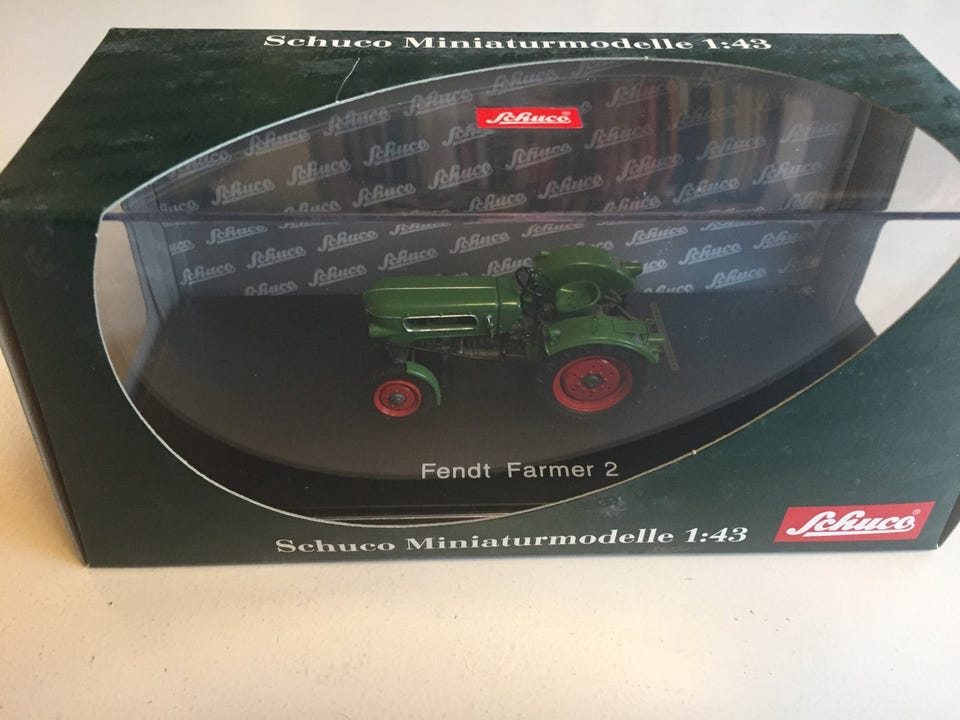 Schuco Miniaturmodelle 1:43
Schuco
Fendt Farmer 2
Schuco Miniaturmodelle 1:43
Schuco®